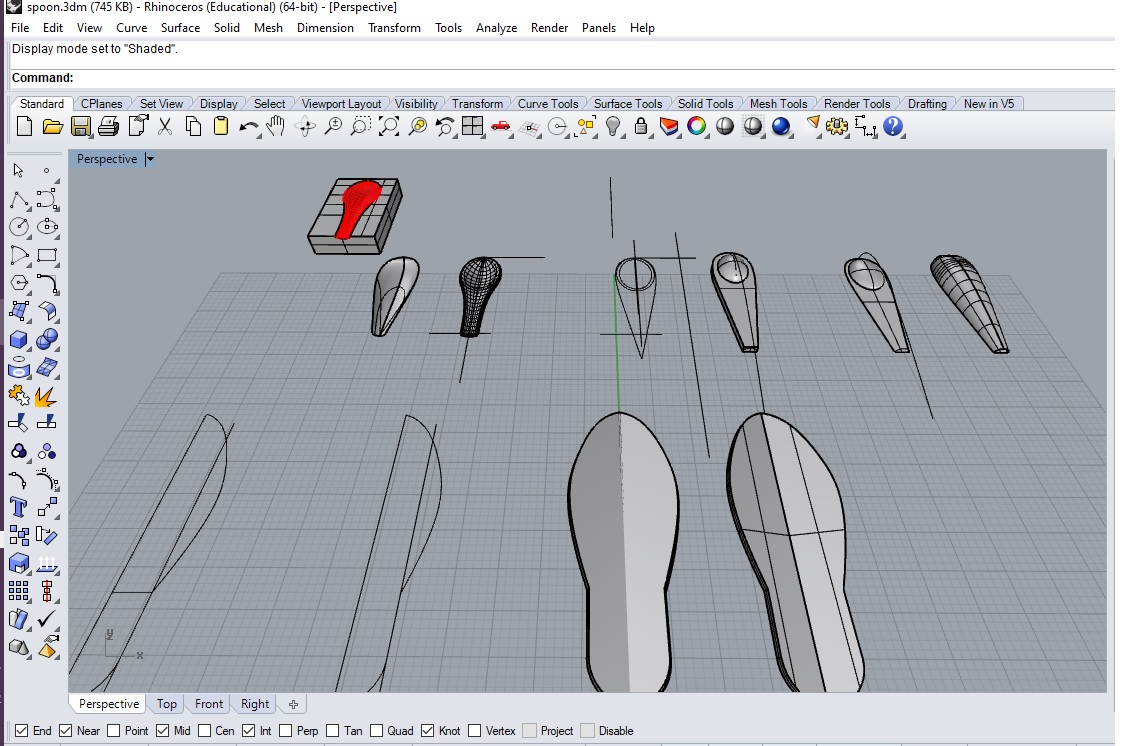 spoon.3dm (745 KB) - Rhinoceros (Educational) (64-bit) - [Perspective]
File Edit View Curve Surface Solid Mesh Dimension Transform Tools Analyze Render Panels Help
Display mode set to "Shaded".
Command:
Standard CPlanes Set View Display Select Viewport Layout Visibility Transform Curve Tools Surface Tools Solid Tools Mesh Tools Render Tools Drafting New in V5
Perspective
y
x
Perspective Top Front Right
End Near Point Mid Cen Int Perp Tan Quad Knot Vertex Project Disable